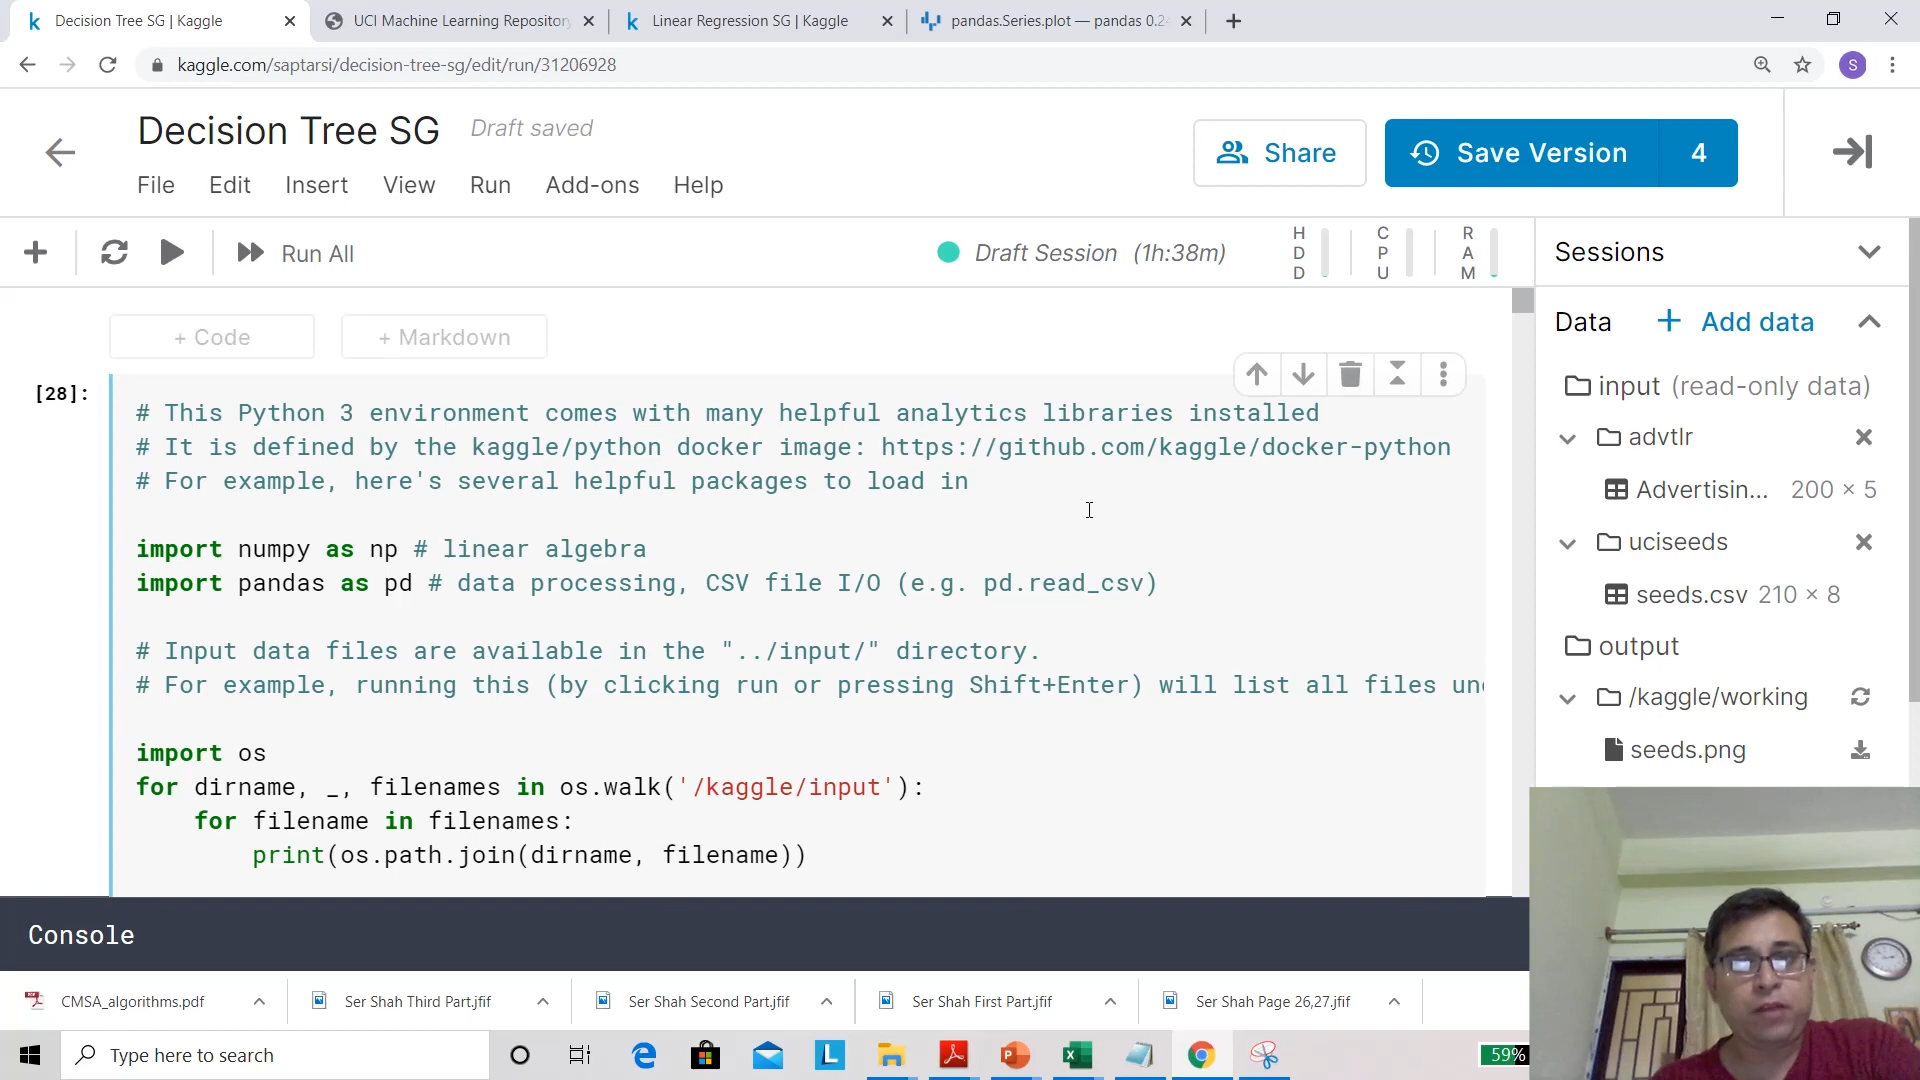 Decision Tree SG | Kaggle
UCI Machine Learning Repository
Linear Regression SG | Kaggle
pandas.Series.plot — pandas 0.2
kaggle.com/saptarsi/decision-tree-sg/edit/run/31206928
S
Decision Tree SG
Draft saved
File Edit Insert View Run Add-ons Help
Share
Save Version 4
Run All
Draft Session (1h:38m)
HDD
CPU
RAM
Sessions
+ Code
+ Markdown
Data + Add data
input (read-only data)
advtlr
Advertisin... 200 × 5
uciseeds
seeds.csv 210 × 8
output
/kaggle/working
seeds.png
[28]:
# This Python 3 environment comes with many helpful analytics libraries installed
# It is defined by the kaggle/python docker image: https://github.com/kaggle/docker-python
# For example, here's several helpful packages to load in
import numpy as np # linear algebra
import pandas as pd # data processing, CSV file I/O (e.g. pd.read_csv)
# Input data files are available in the "../input/" directory.
# For example, running this (by clicking run or pressing Shift+Enter) will list all files un
import os
for dirname, _, filenames in os.walk('/kaggle/input'):
for filename in filenames:
print(os.path.join(dirname, filename))
Console
CMSA_algorithms.pdf
Ser Shah Third Part.jfif
Ser Shah Second Part.jfif
Ser Shah First Part.jfif
Ser Shah Page 26,27.jfif
Type here to search
59%